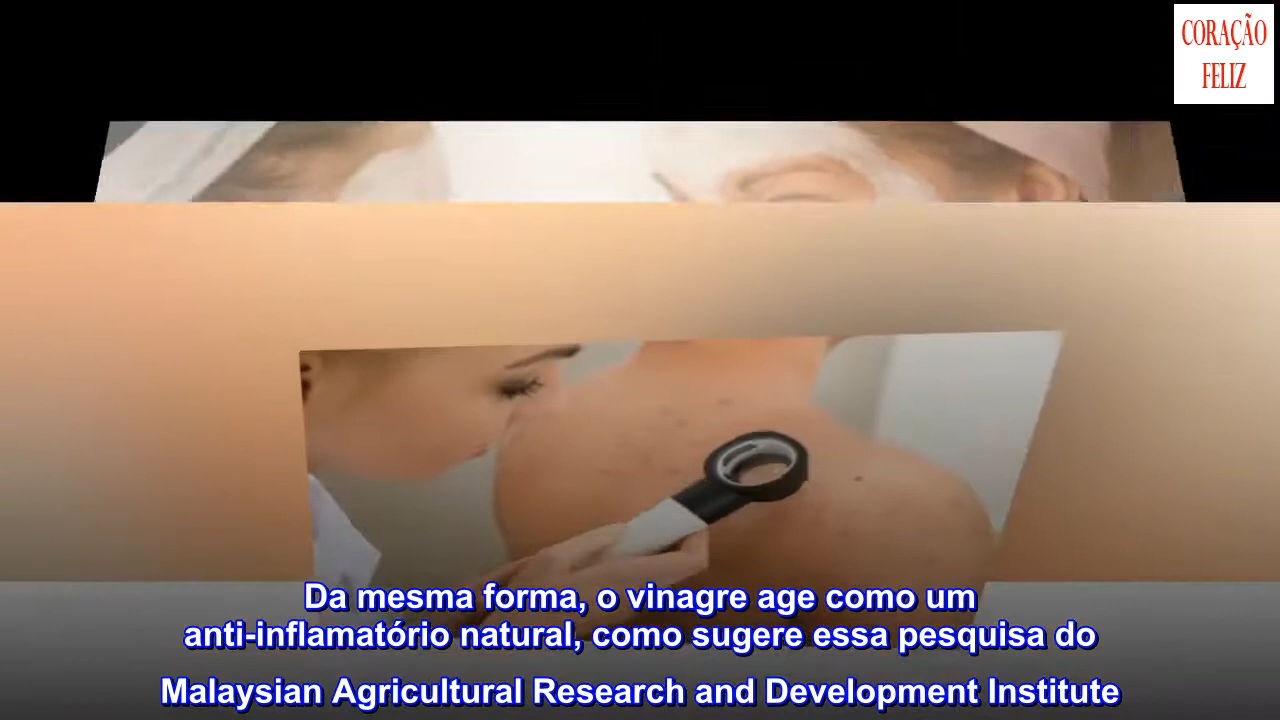 CORAÇÃO
FELIZ
Da mesma forma, o vinagre age como um
anti-inflamatório natural, como sugere essa pesquisa do
Malaysian Agricultural Research and Development Institute